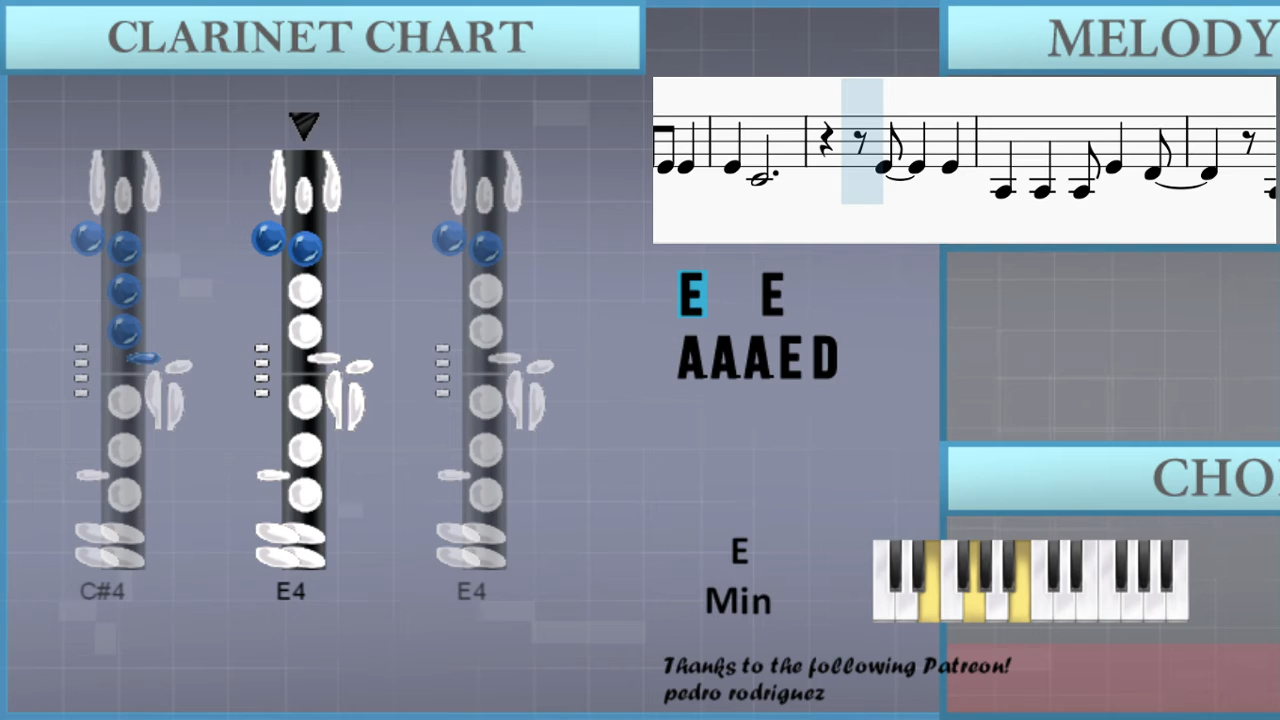 CLARINET CHART
MELODY
E E
AAAED
C#4 E4 E4
CHO
E
Min
Thanks to the following Patreon!
pedro rodriguez